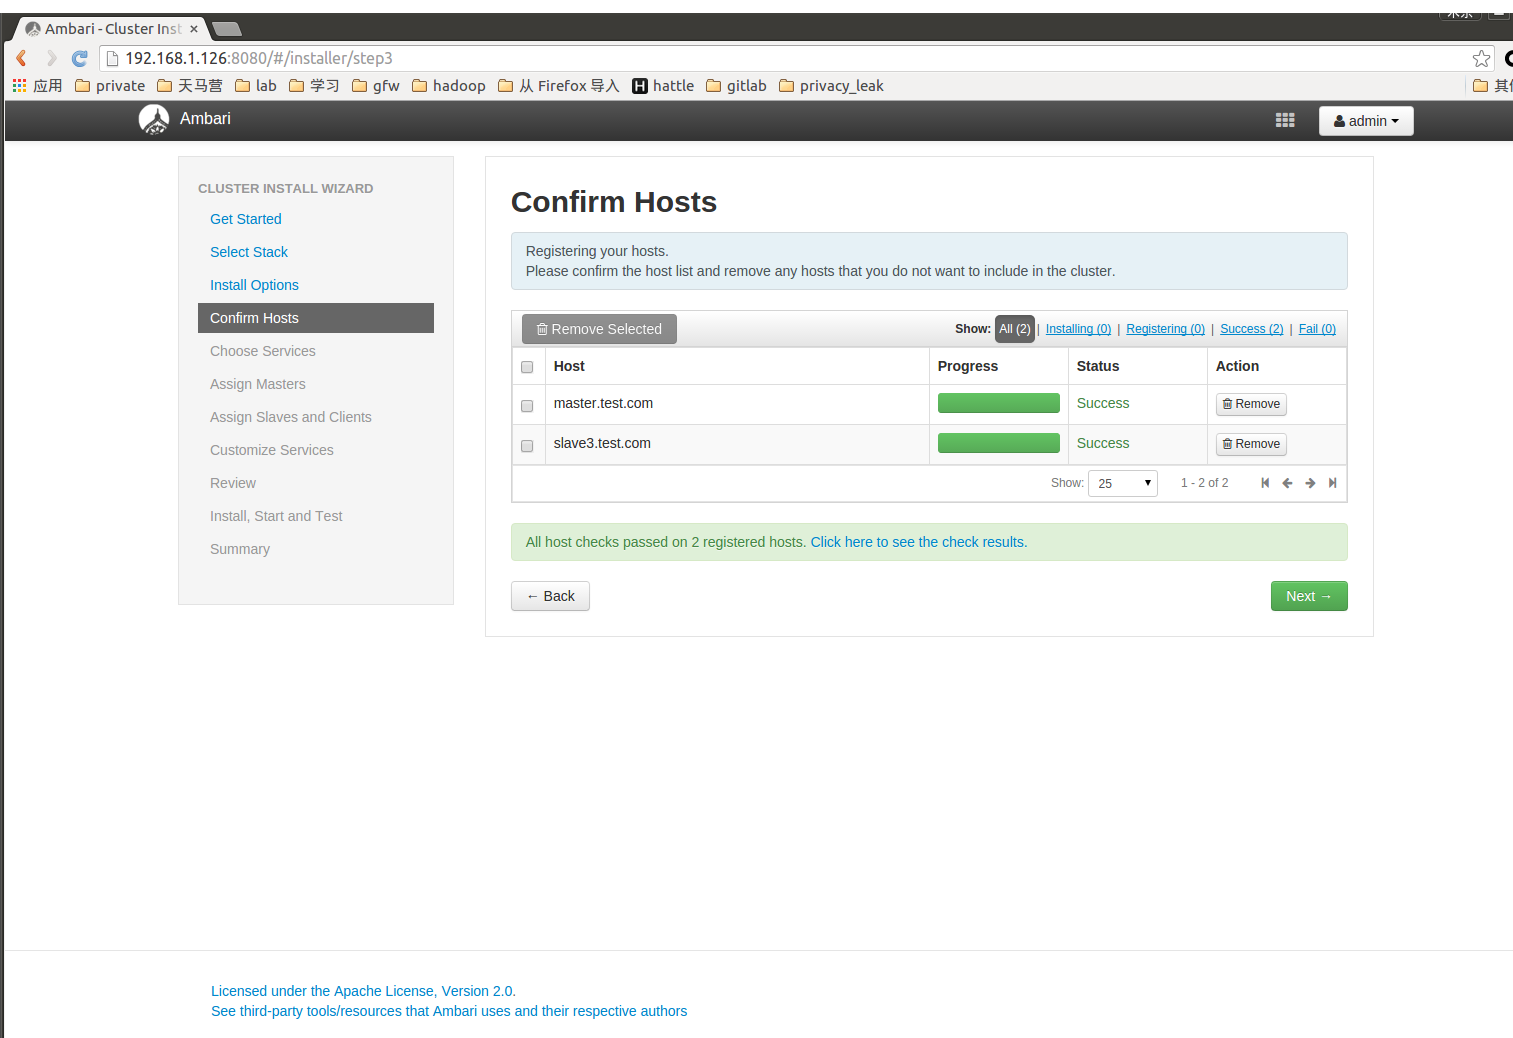 Ambari - Cluster Inst
192.168.1.126:8080/#/installer/step3
应用 private 天马营 lab 学习 gfw hadoop 从 Firefox 导入 H hattle gitlab privacy_leak
Ambari
admin
CLUSTER INSTALL WIZARD
Get Started
Select Stack
Install Options
Confirm Hosts
Choose Services
Assign Masters
Assign Slaves and Clients
Customize Services
Review
Install, Start and Test
Summary
Confirm Hosts
Registering your hosts.
Please confirm the host list and remove any hosts that you do not want to include in the cluster.
Remove Selected Show: All (2) | Installing (0) | Registering (0) | Success (2) | Fail (0)
Host Progress Status Action
master.test.com Success Remove
slave3.test.com Success Remove
Show: 25 1 - 2 of 2
All host checks passed on 2 registered hosts. Click here to see the check results.
← Back Next →
Licensed under the Apache License, Version 2.0.
See third-party tools/resources that Ambari uses and their respective authors